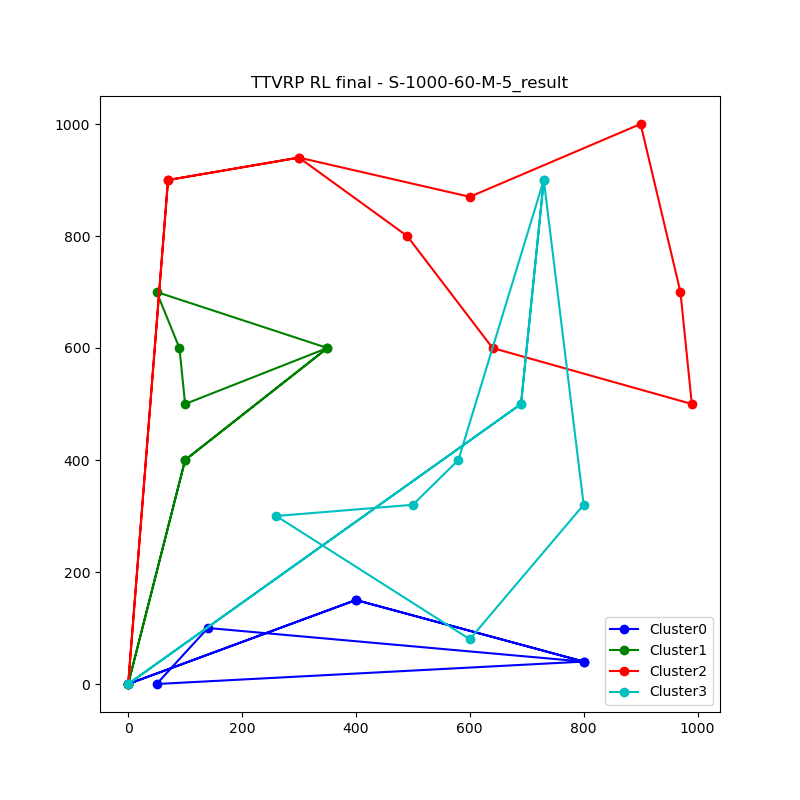 TTVRP RL final - S-1000-60-M-5_result
1000
800
600
400
200
0
0 200 400 600 800 1000
Cluster0
Cluster1
Cluster2
Cluster3